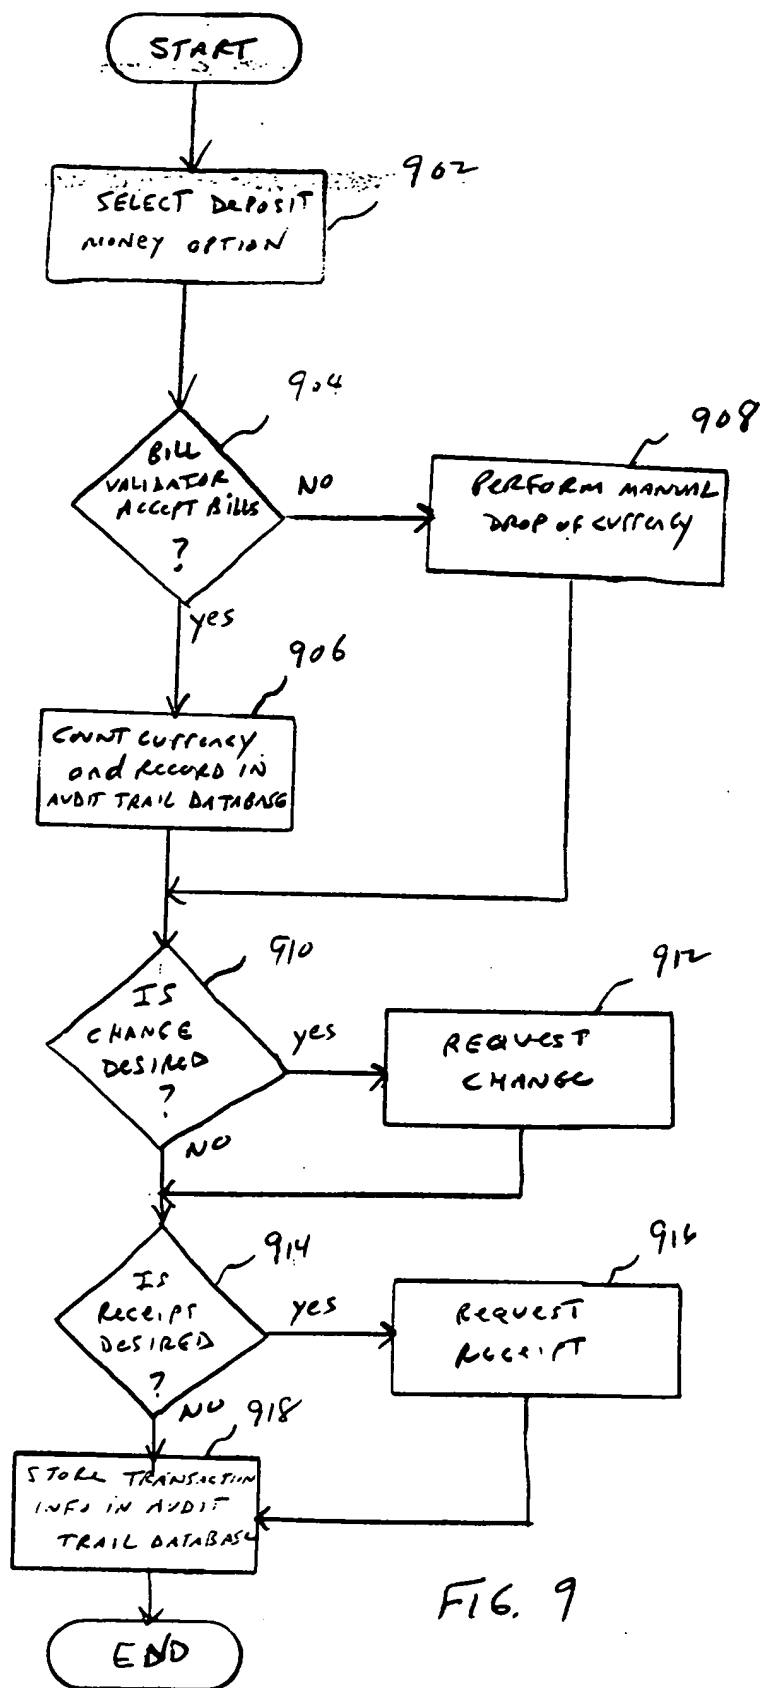 START
902
SELECT DEPOSIT
MONEY OPTION
904
BILL
VALIDATOR
ACCEPT BILLS
?
NO
908
PERFORM MANUAL
DROP OF CURRENCY
yes
906
COUNT CURRENCY
and RECORD IN
AUDIT TRAIL DATABASE
910
IS
CHANGE
DESIRED
?
yes
912
REQUEST
CHANGE
NO
914
IS
RECEIPT
DESIRED
?
yes
916
REQUEST
RECEIPT
NO
918
STORE TRANSACTION
INFO IN AUDIT
TRAIL DATABASE
END
FIG. 9